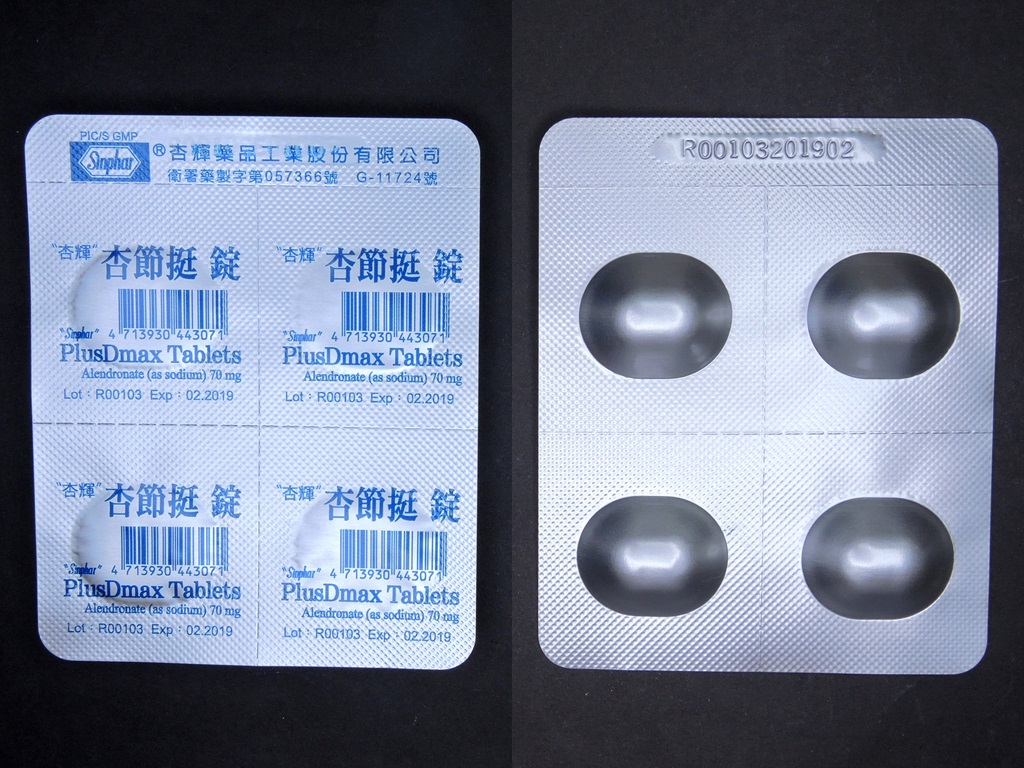 PIC/S GMP
Sinphar ® 杏輝藥品工業股份有限公司
衛署藥製字第057366號 G-11724號
"杏輝" 杏節挺 錠
4 713930 443071
"Sinphar"
PlusDmax Tablets
Alendronate (as sodium) 70 mg
Lot：R00103 Exp：02.2019
"杏輝" 杏節挺 錠
4 713930 443071
"Sinphar"
PlusDmax Tablets
Alendronate (as sodium) 70 mg
Lot：R00103 Exp：02.2019
"杏輝" 杏節挺 錠
4 713930 443071
"Sinphar"
PlusDmax Tablets
Alendronate (as sodium) 70 mg
Lot：R00103 Exp：02.2019
"杏輝" 杏節挺 錠
4 713930 443071
"Sinphar"
PlusDmax Tablets
Alendronate (as sodium) 70 mg
Lot：R00103 Exp：02.2019
R00103201902